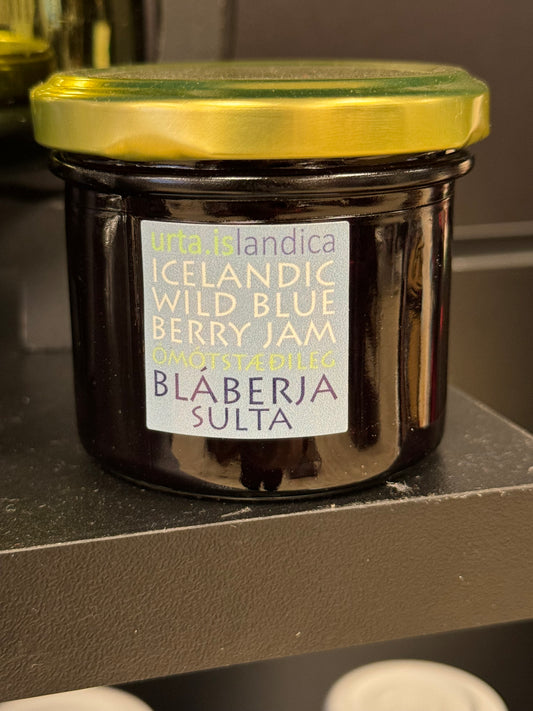 urta.islandica
ICELANDIC
WILD BLUE
BERRY JAM
ÓMÓTSTÆÐILEG
BLÁBERJA
SULTA